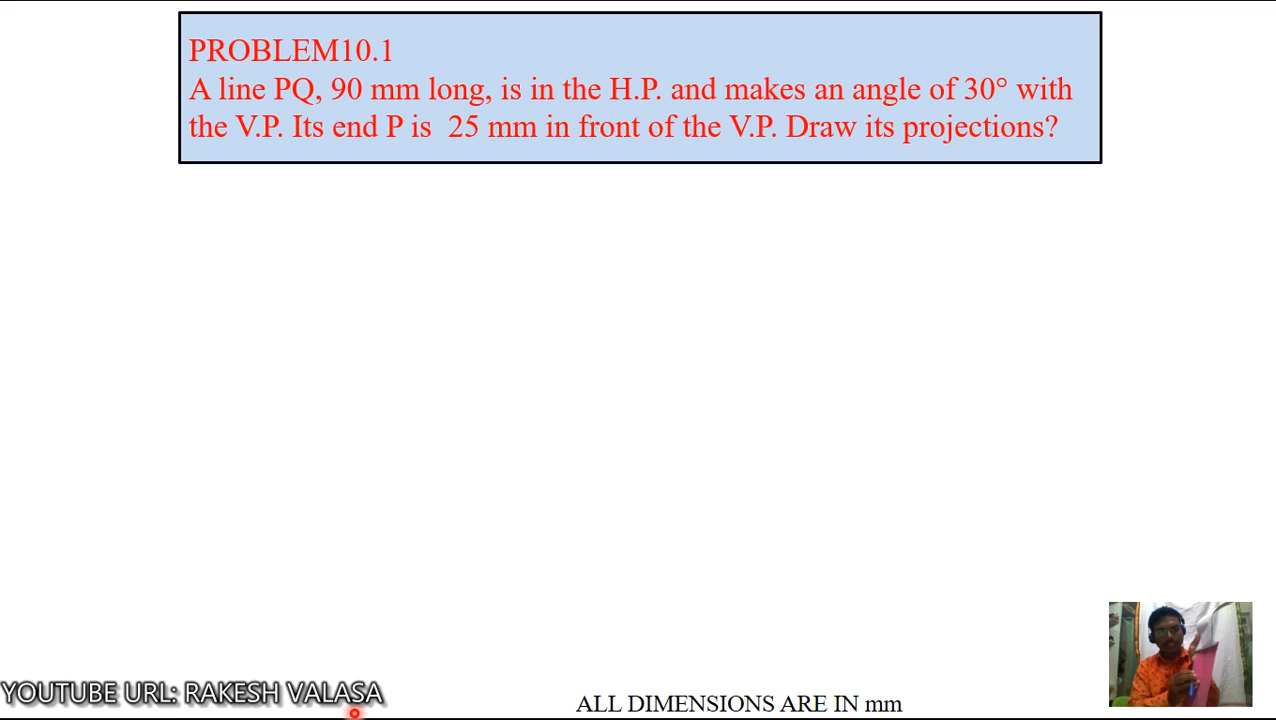 PROBLEM10.1
A line PQ, 90 mm long, is in the H.P. and makes an angle of 30° with
the V.P. Its end P is 25 mm in front of the V.P. Draw its projections?
YOUTUBE URL: RAKESH VALASA
ALL DIMENSIONS ARE IN mm